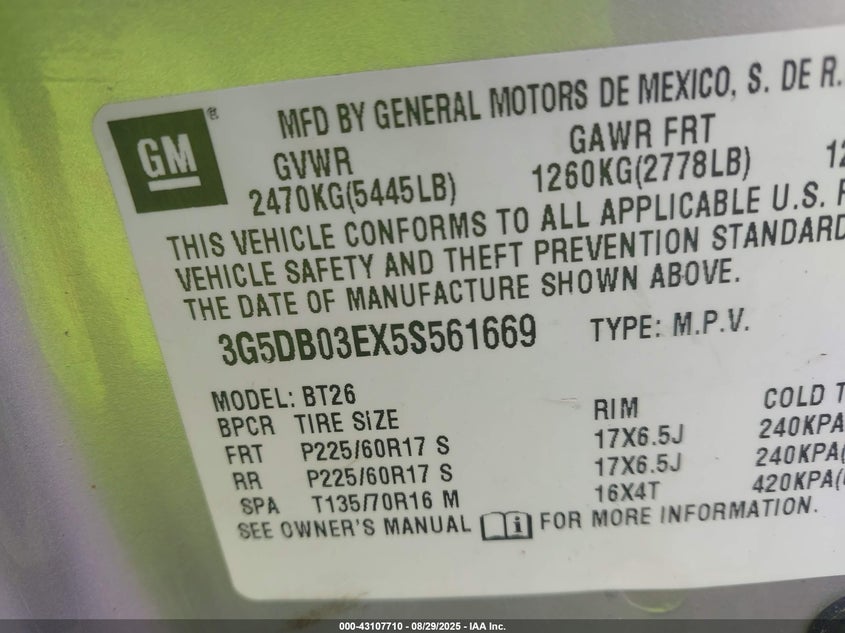 GM ®
MFD BY GENERAL MOTORS DE MEXICO, S. DE R.
GVWR GAWR FRT
2470KG(5445LB) 1260KG(2778LB) 12
THIS VEHICLE CONFORMS TO ALL APPLICABLE U.S.
VEHICLE SAFETY AND THEFT PREVENTION STANDARD
THE DATE OF MANUFACTURE SHOWN ABOVE.
3G5DB03EX5S561669 TYPE: M.P.V.
MODEL: BT26
BPCR TIRE SIZE RIM COLD T
FRT P225/60R17 S 17X6.5J 240KPA
RR P225/60R17 S 17X6.5J 240KPA(
SPA T135/70R16 M 16X4T 420KPA(
SEE OWNER'S MANUAL i FOR MORE INFORMATION.
000-43107710 - 08/29/2025 - IAA Inc.